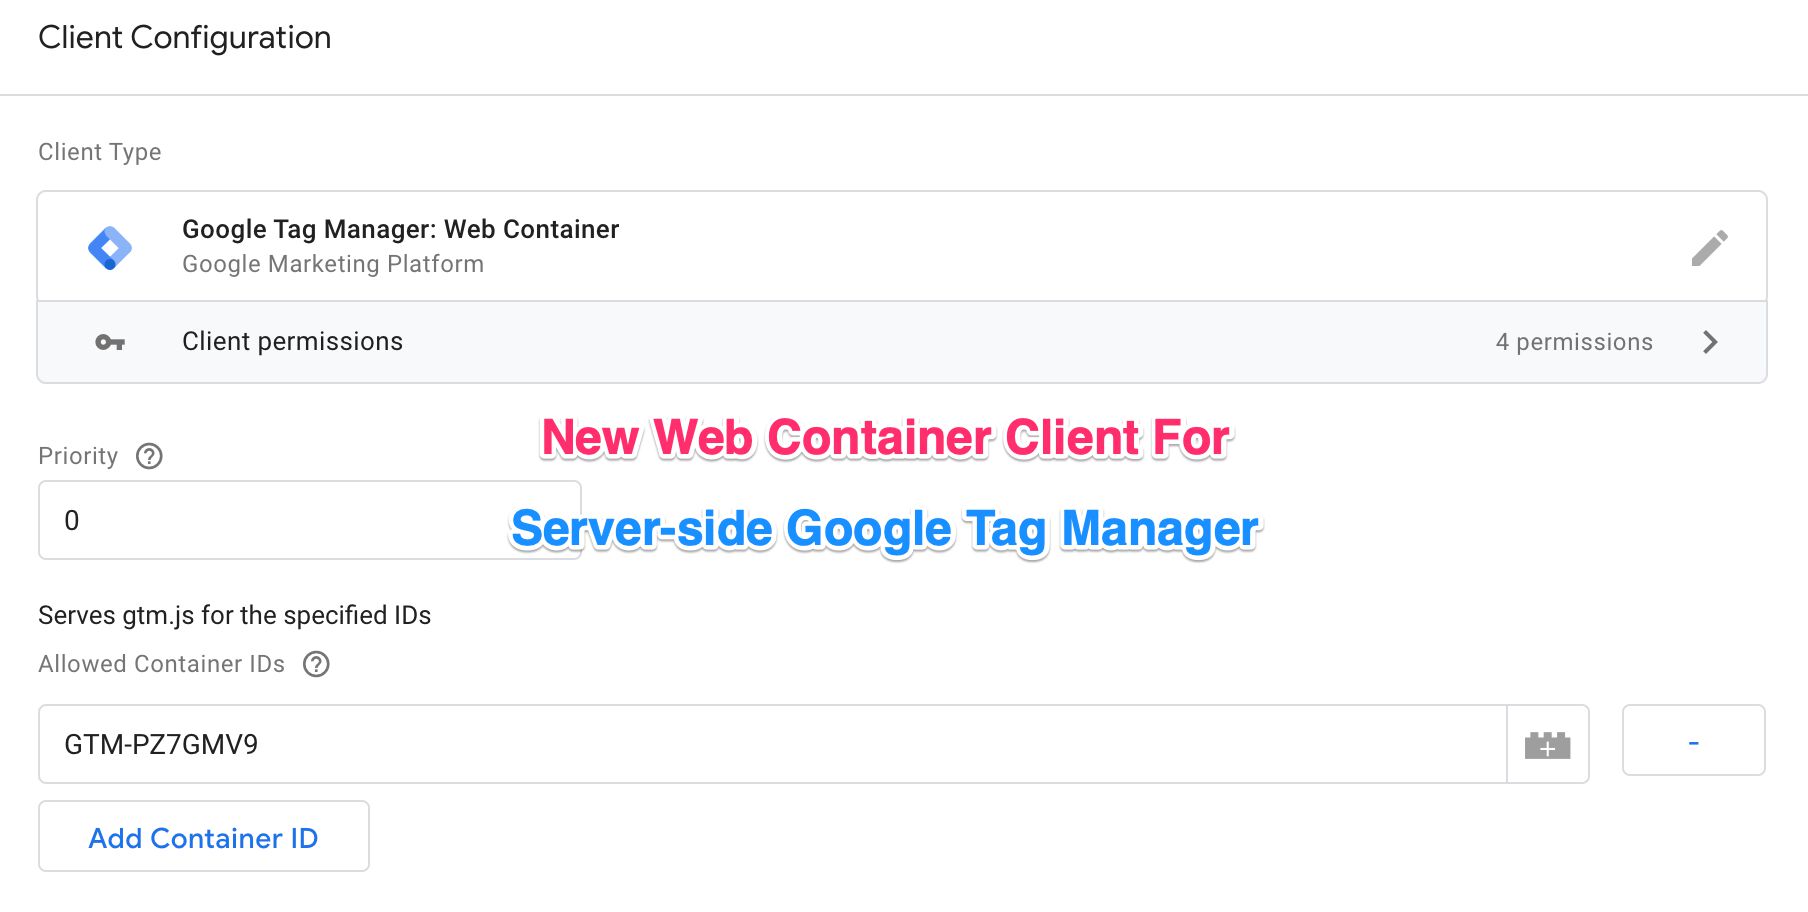 Client Configuration
Client Type
Google Tag Manager: Web Container
Google Marketing Platform
Client permissions
4 permissions
New Web Container Client For
Priority
0
Server-side Google Tag Manager
Serves gtm.js for the specified IDs
Allowed Container IDs
GTM-PZ7GMV9
-
Add Container ID